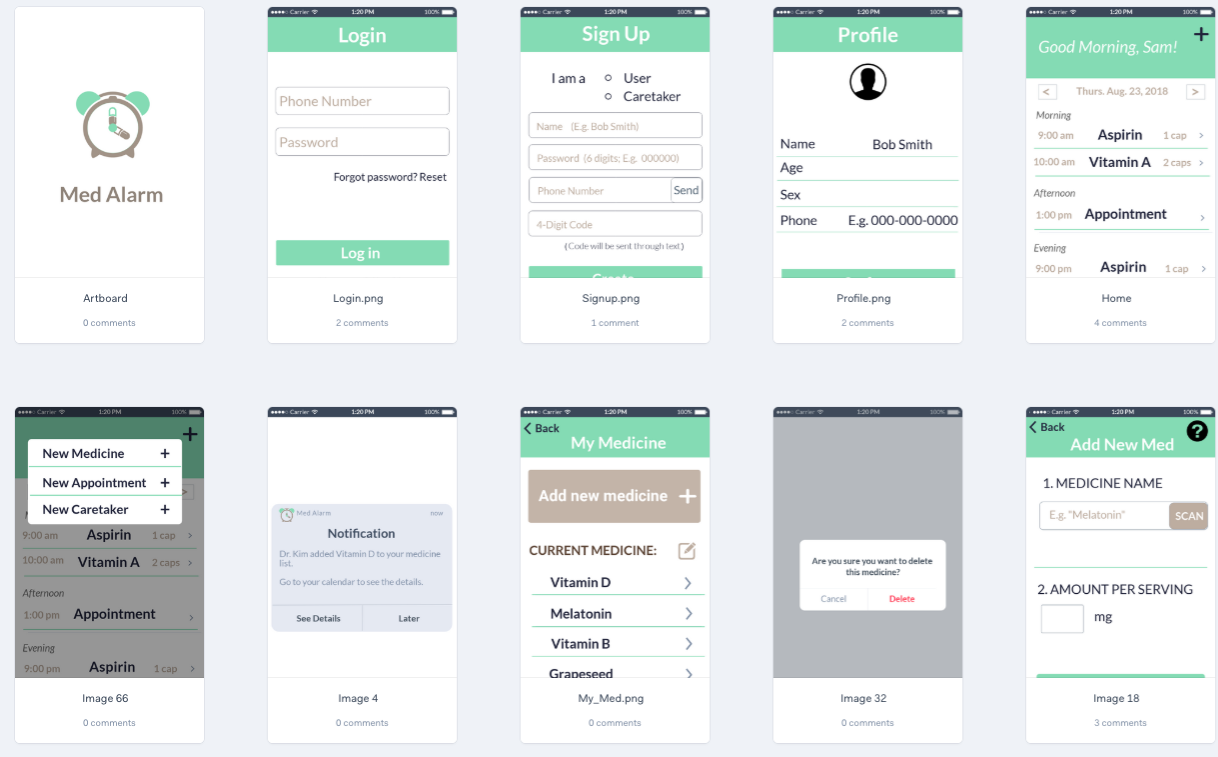 Med Alarm
Artboard
0 comments
Carrier 1:20 PM 100%
Login
Phone Number
Password
Forgot password? Reset
Log in
Login.png
2 comments
Carrier 1:20 PM 100%
Sign Up
I am a User
Caretaker
Name (E.g. Bob Smith)
Password (6 digits; E.g. 000000)
Phone Number Send
4-Digit Code
(Code will be sent through text)
Create
Signup.png
1 comment
Carrier 1:20 PM 100%
Profile
Name Bob Smith
Age
Sex
Phone E.g. 000-000-0000
Profile.png
2 comments
Carrier 1:20 PM 100%
+
Good Morning, Sam!
< Thurs. Aug. 23, 2018 >
Morning
9:00 am Aspirin 1 cap >
10:00 am Vitamin A 2 caps >
Afternoon
1:00 pm Appointment >
Evening
9:00 pm Aspirin 1 cap >
Home
4 comments
Carrier 1:20 PM 100%
+
New Medicine +
New Appointment +
New Caretaker +
9:00 am Aspirin 1 cap >
10:00 am Vitamin A 2 caps >
Afternoon
1:00 pm Appointment >
Evening
9:00 pm Aspirin 1 cap >
Image 66
0 comments
Carrier 1:20 PM 100%
Med Alarm now
Notification
Dr. Kim added Vitamin D to your medicine
list.
Go to your calendar to see the details.
See Details Later
Image 4
0 comments
Carrier 1:20 PM 100%
< Back
My Medicine
Add new medicine +
CURRENT MEDICINE:
Vitamin D >
Melatonin >
Vitamin B >
Grapeseed
My_Med.png
0 comments
Carrier 1:20 PM 100%
Are you sure you want to delete
this medicine?
Cancel Delete
Image 32
0 comments
Carrier 1:20 PM 100%
< Back ?
Add New Med
1. MEDICINE NAME
E.g. "Melatonin" SCAN
2. AMOUNT PER SERVING
mg
Image 18
3 comments